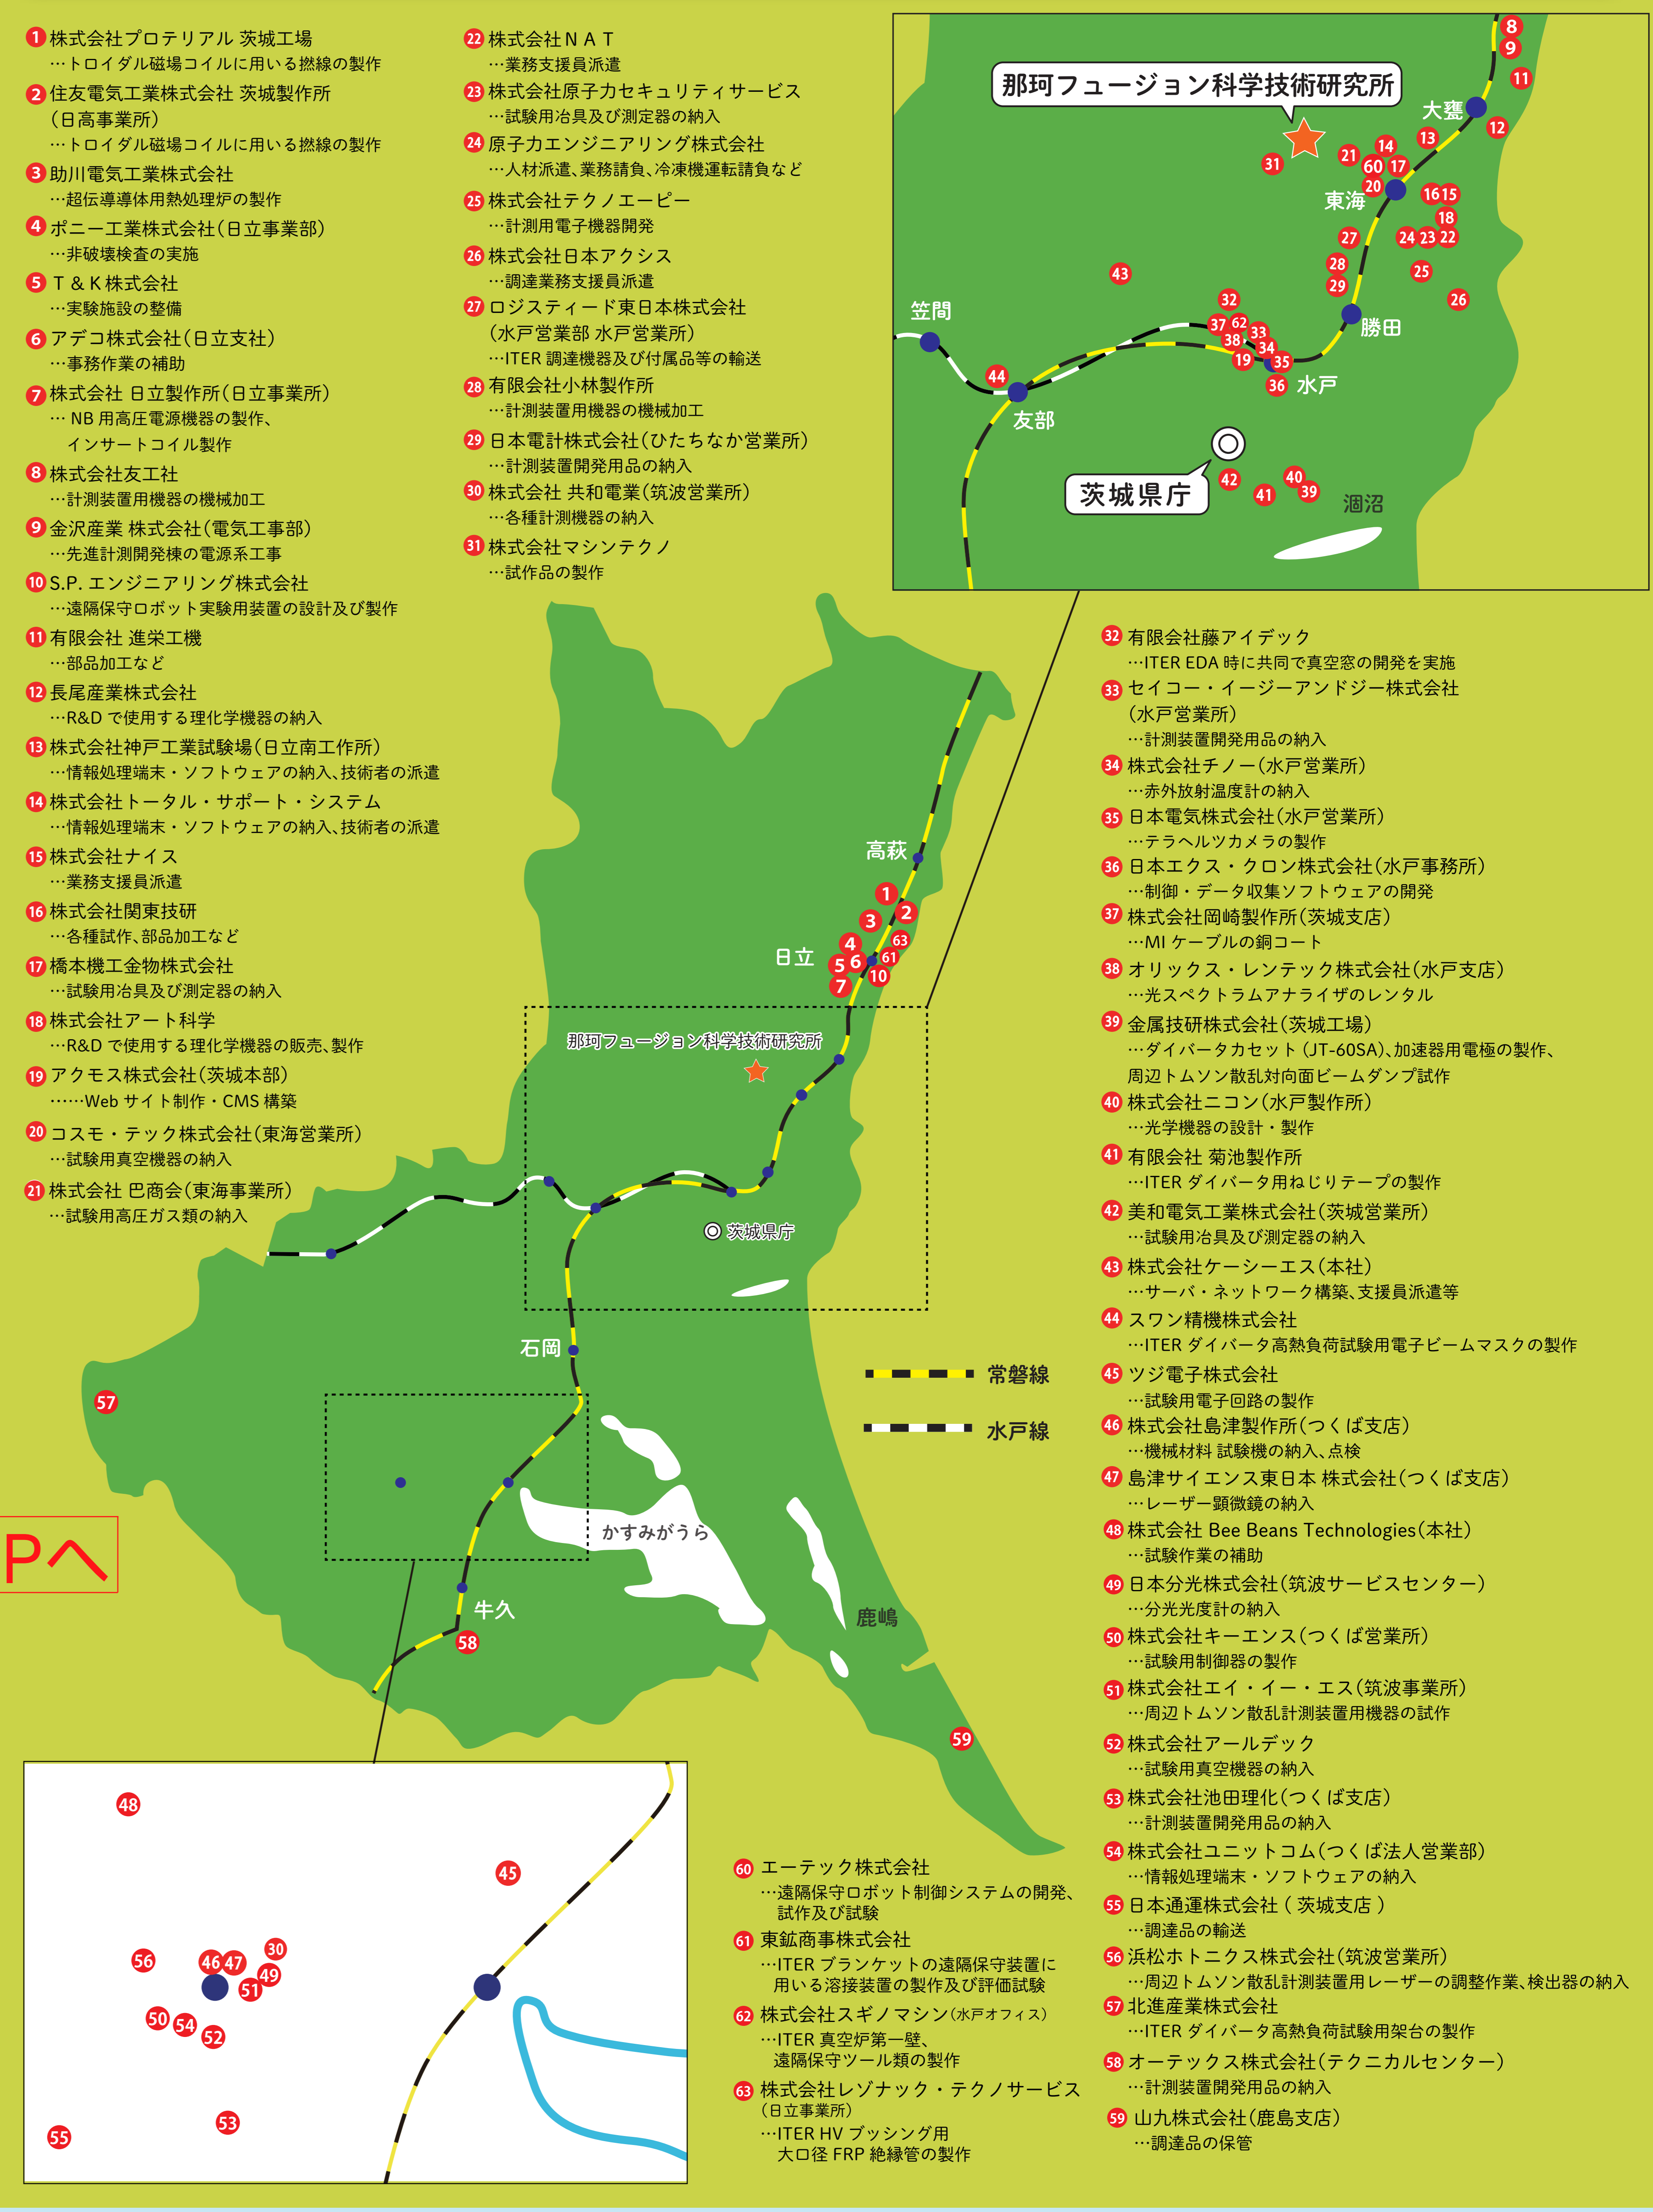 1 株式会社プロテリアル 茨城工場
…トロイダル磁場コイルに用いる撚線の製作
2 住友電気工業株式会社 茨城製作所
(日高事業所)
…トロイダル磁場コイルに用いる撚線の製作
3 助川電気工業株式会社
…超伝導導体用熱処理炉の製作
4 ポニー工業株式会社(日立事業部)
…非破壊検査の実施
5 T&K株式会社
…実験施設の整備
6 アデコ株式会社(日立支社)
…事務作業の補助
7 株式会社 日立製作所(日立事業所)
… NB 用高圧電源機器の製作、
インサートコイル製作
8 株式会社友工社
…計測装置用機器の機械加工
9 金沢産業 株式会社(電気工事部)
…先進計測開発棟の電源系工事
10 S.P. エンジニアリング株式会社
…遠隔保守ロボット実験用装置の設計及び製作
11 有限会社 進栄工機
…部品加工など
12 長尾産業株式会社
…R&D で使用する理化学機器の納入
13 株式会社神戸工業試験場(日立南工作所)
…情報処理端末・ソフトウェアの納入、技術者の派遣
14 株式会社トータル・サポート・システム
…情報処理端末・ソフトウェアの納入、技術者の派遣
15 株式会社ナイス
…業務支援員派遣
16 株式会社関東技研
…各種試作、部品加工など
17 橋本機工金物株式会社
…試験用冶具及び測定器の納入
18 株式会社アート科学
…R&D で使用する理化学機器の販売、製作
19 アクモス株式会社(茨城本部)
……Web サイト制作・CMS 構築
20 コスモ・テック株式会社(東海営業所)
…試験用真空機器の納入
21 株式会社 巴商会(東海事業所)
…試験用高圧ガス類の納入
22 株式会社NAT
…業務支援員派遣
23 株式会社原子力セキュリティサービス
…試験用冶具及び測定器の納入
24 原子力エンジニアリング株式会社
…人材派遣、業務請負、冷凍機運転請負など
25 株式会社テクノエーピー
…計測用電子機器開発
26 株式会社日本アクシス
…調達業務支援員派遣
27 ロジスティード東日本株式会社
(水戸営業部 水戸営業所)
…ITER 調達機器及び付属品等の輸送
28 有限会社小林製作所
…計測装置用機器の機械加工
29 日本電計株式会社(ひたちなか営業所)
…計測装置開発用品の納入
30 株式会社 共和電業(筑波営業所)
…各種計測機器の納入
31 株式会社マシンテクノ
…試作品の製作
那珂フュージョン科学技術研究所
8
9
11
大甕
12
13
14
21
31
60
17
20
東海
16
15
18
27
24
23
22
28
25
29
26
43
32
笠間
37
62
33
勝田
38
34
19
35
44
36
水戸
友部
茨城県庁
42
40
41
39
涸沼
32 有限会社藤アイデック
…ITER EDA 時に共同で真空窓の開発を実施
33 セイコー・イージーアンドジー株式会社
(水戸営業所)
…計測装置開発用品の納入
34 株式会社チノー(水戸営業所)
…赤外放射温度計の納入
35 日本電気株式会社(水戸営業所)
…テラヘルツカメラの製作
36 日本エクス・クロン株式会社(水戸事務所)
…制御・データ収集ソフトウェアの開発
37 株式会社岡崎製作所(茨城支店)
…MI ケーブルの銅コート
38 オリックス・レンテック株式会社(水戸支店)
…光スペクトラムアナライザのレンタル
39 金属技研株式会社(茨城工場)
…ダイバータカセット (JT-60SA)、加速器用電極の製作、
周辺トムソン散乱対向面ビームダンプ試作
40 株式会社ニコン(水戸製作所)
…光学機器の設計・製作
41 有限会社 菊池製作所
…ITER ダイバータ用ねじりテープの製作
42 美和電気工業株式会社(茨城営業所)
…試験用冶具及び測定器の納入
43 株式会社ケーシーエス(本社)
…サーバ・ネットワーク構築、支援員派遣等
44 スワン精機株式会社
…ITER ダイバータ高熱負荷試験用電子ビームマスクの製作
45 ツジ電子株式会社
…試験用電子回路の製作
46 株式会社島津製作所(つくば支店)
…機械材料 試験機の納入、点検
47 島津サイエンス東日本 株式会社(つくば支店)
…レーザー顕微鏡の納入
48 株式会社 Bee Beans Technologies(本社)
…試験作業の補助
49 日本分光株式会社(筑波サービスセンター)
…分光光度計の納入
50 株式会社キーエンス(つくば営業所)
…試験用制御器の製作
51 株式会社エイ・イー・エス(筑波事業所)
…周辺トムソン散乱計測装置用機器の試作
52 株式会社アールデック
…試験用真空機器の納入
53 株式会社池田理化(つくば支店)
…計測装置開発用品の納入
54 株式会社ユニットコム(つくば法人営業部)
…情報処理端末・ソフトウェアの納入
55 日本通運株式会社 ( 茨城支店 )
…調達品の輸送
56 浜松ホトニクス株式会社(筑波営業所)
…周辺トムソン散乱計測装置用レーザーの調整作業、検出器の納入
57 北進産業株式会社
…ITER ダイバータ高熱負荷試験用架台の製作
58 オーテックス株式会社(テクニカルセンター)
…計測装置開発用品の納入
59 山九株式会社(鹿島支店)
…調達品の保管
高萩
1
2
3
63
4
日立
5
6
61
10
7
那珂フュージョン科学技術研究所
茨城県庁
石岡
常磐線
水戸線
57
かすみがうら
Pへ
牛久
58
鹿嶋
59
48
45
56
46
47
30
49
51
50
54
52
53
55
60 エーテック株式会社
…遠隔保守ロボット制御システムの開発、
試作及び試験
61 東鉱商事株式会社
…ITER ブランケットの遠隔保守装置に
用いる溶接装置の製作及び評価試験
62 株式会社スギノマシン(水戸オフィス)
…ITER 真空炉第一壁、
遠隔保守ツール類の製作
63 株式会社レゾナック・テクノサービス
(日立事業所)
…ITER HV ブッシング用
大口径 FRP 絶縁管の製作